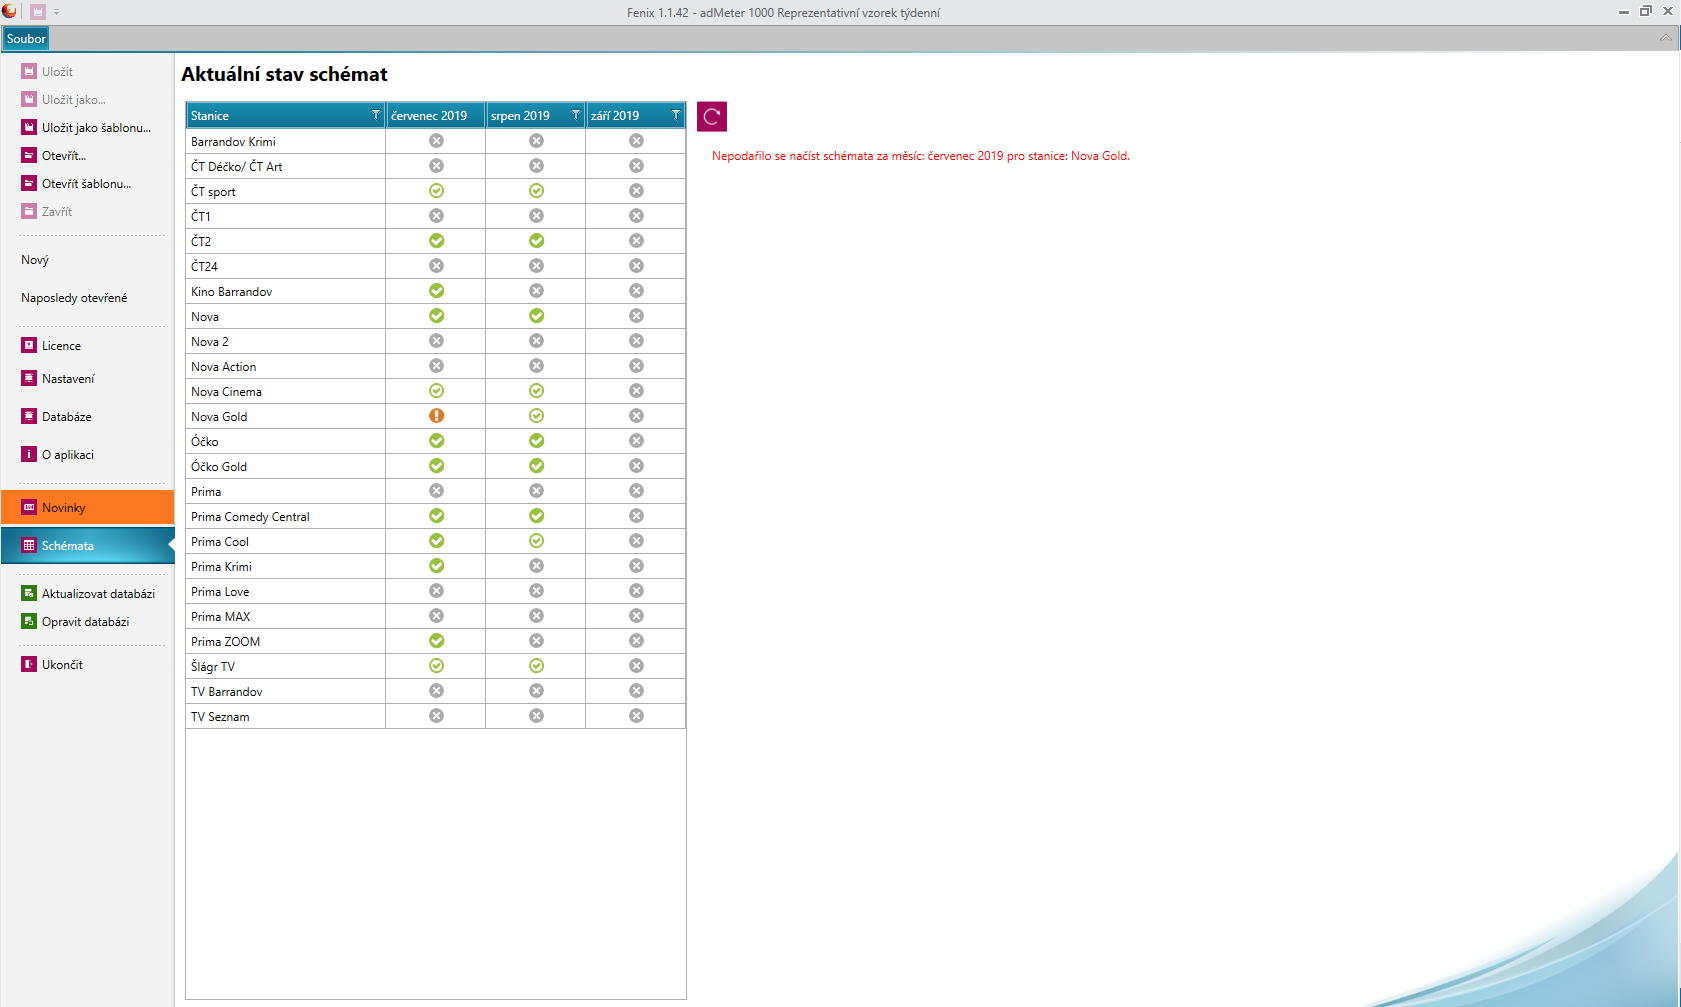 Fenix 1.1.42 - adMeter 1000 Reprezentativní vzorek týdenní
Soubor
Uložit
Uložit jako...
Uložit jako šablonu...
Otevřít...
Otevřít šablonu...
Zavřít
Nový
Naposledy otevřené
Licence
Nastavení
Databáze
O aplikaci
Novinky
Schémata
Aktualizovat databázi
Opravit databázi
Ukončit
Aktuální stav schémat
Stanice červenec 2019 srpen 2019 září 2019
Barrandov Krimi
ČT Déčko/ ČT Art
ČT sport
ČT1
ČT2
ČT24
Kino Barrandov
Nova
Nova 2
Nova Action
Nova Cinema
Nova Gold
Óčko
Óčko Gold
Prima
Prima Comedy Central
Prima Cool
Prima Krimi
Prima Love
Prima MAX
Prima ZOOM
Šlágr TV
TV Barrandov
TV Seznam
Nepodařilo se načíst schémata za měsíc: červenec 2019 pro stanice: Nova Gold.